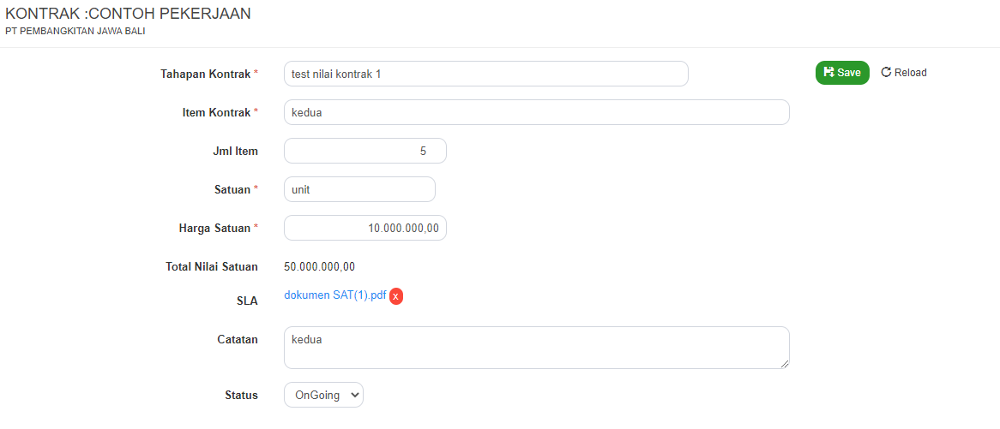 KONTRAK :CONTOH PEKERJAAN
PT PEMBANGKITAN JAWA BALI
Tahapan Kontrak * test nilai kontrak 1 Save Reload
Item Kontrak * kedua
Jml Item 5
Satuan * unit
Harga Satuan * 10.000.000,00
Total Nilai Satuan 50.000.000,00
SLA dokumen SAT(1).pdf x
Catatan kedua
Status OnGoing